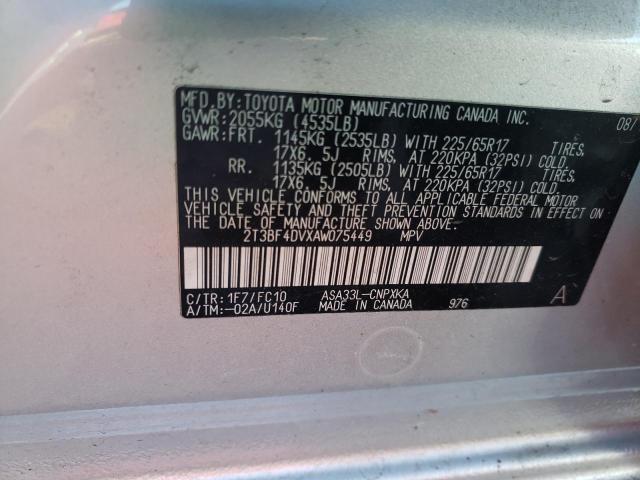 MFD. BY: TOYOTA MOTOR MANUFACTURING CANADA INC. 08/
GVWR: 2055KG (4535LB)
GAWR: FRT. 1145KG (2535LB) WITH 225/65R17 TIRES,
17X6. 5J RIMS, AT 220KPA (32PSI) COLD.
RR. 1135KG (2505LB) WITH 225/65R17 TIRES,
17X6. 5J RIMS, AT 220KPA (32PSI) COLD.
THIS VEHICLE CONFORMS TO ALL APPLICABLE FEDERAL MOTOR
VEHICLE SAFETY AND THEFT PREVENTION STANDARDS IN EFFECT ON
THE DATE OF MANUFACTURE SHOWN ABOVE.
2T3BF4DVXAW075449 MPV
C/TR: 1F7/FC10 ASA33L-CNPXKA A
A/TM: -02A/U140F MADE IN CANADA 976